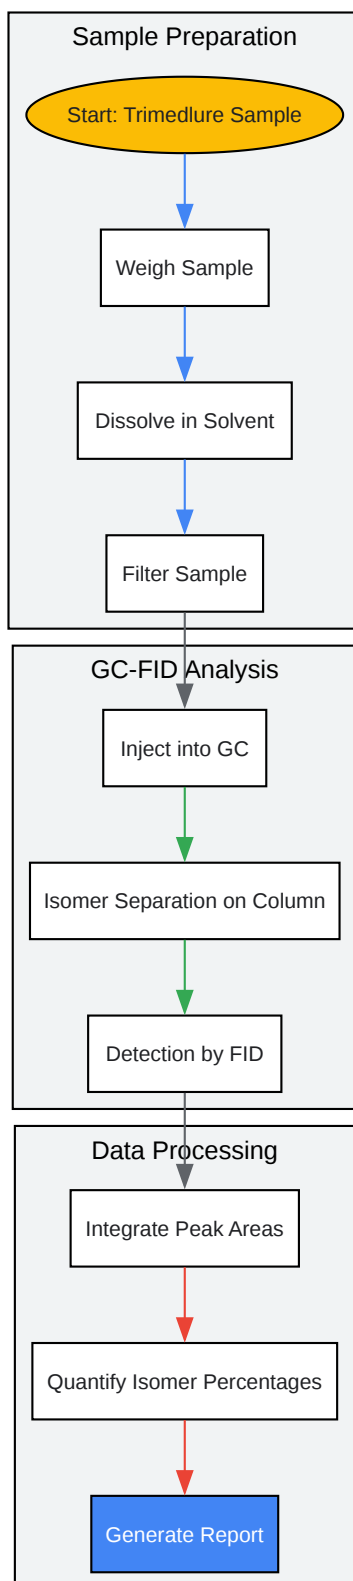 Sample Preparation
Start: Trimedlure Sample
Weigh Sample
Dissolve in Solvent
Filter Sample
GC-FID Analysis
Inject into GC
Isomer Separation on Column
Detection by FID
Data Processing
Integrate Peak Areas
Quantify Isomer Percentages
Generate Report